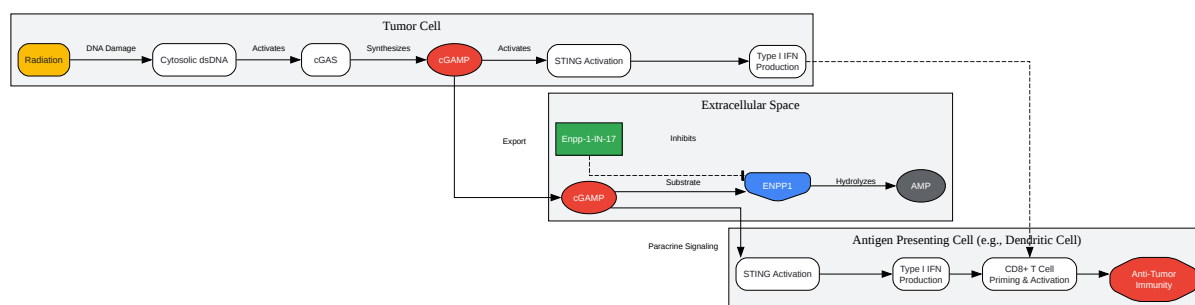 Tumor Cell
Radiation
DNA Damage
Cytosolic dsDNA
Activates
cGAS
Synthesizes
cGAMP
Activates
STING Activation
Type I IFN
Production
Extracellular Space
Export
Enpp-1-IN-17
Inhibits
cGAMP
Substrate
ENPP1
Hydrolyzes
AMP
Paracrine Signaling
Antigen Presenting Cell (e.g., Dendritic Cell)
STING Activation
Type I IFN
Production
CD8+ T Cell
Priming & Activation
Anti-Tumor
Immunity